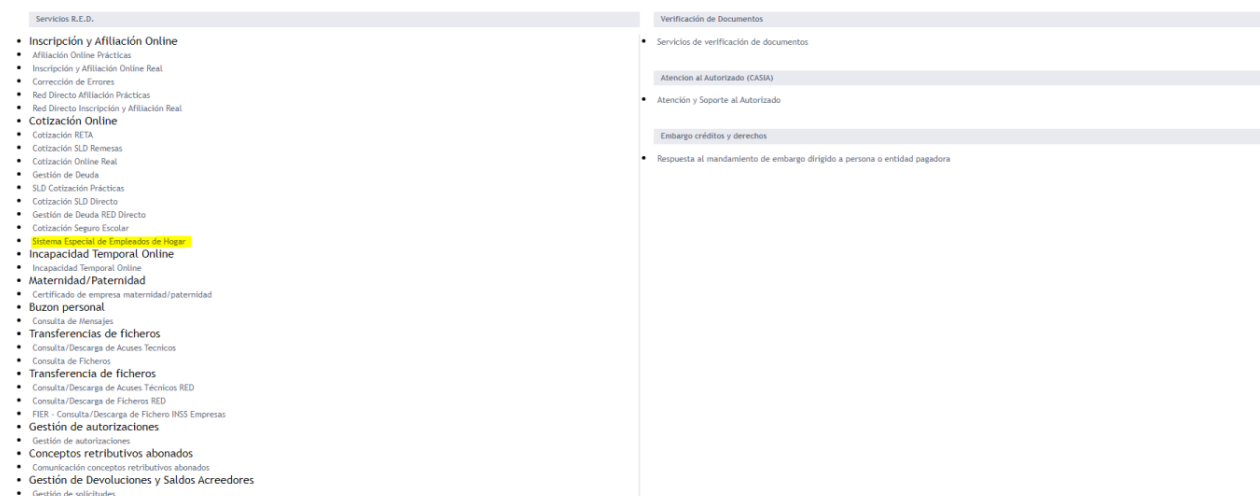 Servicios R.E.D.
Inscripción y Afiliación Online
Afiliación Online Prácticas
Inscripción y Afiliación Online Real
Corrección de Errores
Red Directo Afiliación Prácticas
Red Directo Inscripción y Afiliación Real
Cotización Online
Cotización RETA
Cotización SLD Remesas
Cotización Online Real
Gestión de Deuda
SLD Cotización Prácticas
Cotización SLD Directo
Gestión de Deuda RED Directo
Cotización Seguro Escolar
Sistema Especial de Empleados de Hogar
Incapacidad Temporal Online
Incapacidad Temporal Online
Maternidad/Paternidad
Certificado de empresa maternidad/paternidad
Buzon personal
Consulta de Mensajes
Transferencias de ficheros
Consulta/Descarga de Acuses Tecnicos
Consulta de Ficheros
Transferencia de ficheros
Consulta/Descarga de Acuses Técnicos RED
Consulta/Descarga de Ficheros RED
FIER - Consulta/Descarga de Fichero INSS Empresas
Gestión de autorizaciones
Gestión de autorizaciones
Conceptos retributivos abonados
Comunicación conceptos retributivos abonados
Gestión de Devoluciones y Saldos Acreedores
Gestión de solicitudes
Verificación de Documentos
Servicios de verificación de documentos
Atencion al Autorizado (CASIA)
Atención y Soporte al Autorizado
Embargo créditos y derechos
Respuesta al mandamiento de embargo dirigido a persona o entidad pagadora